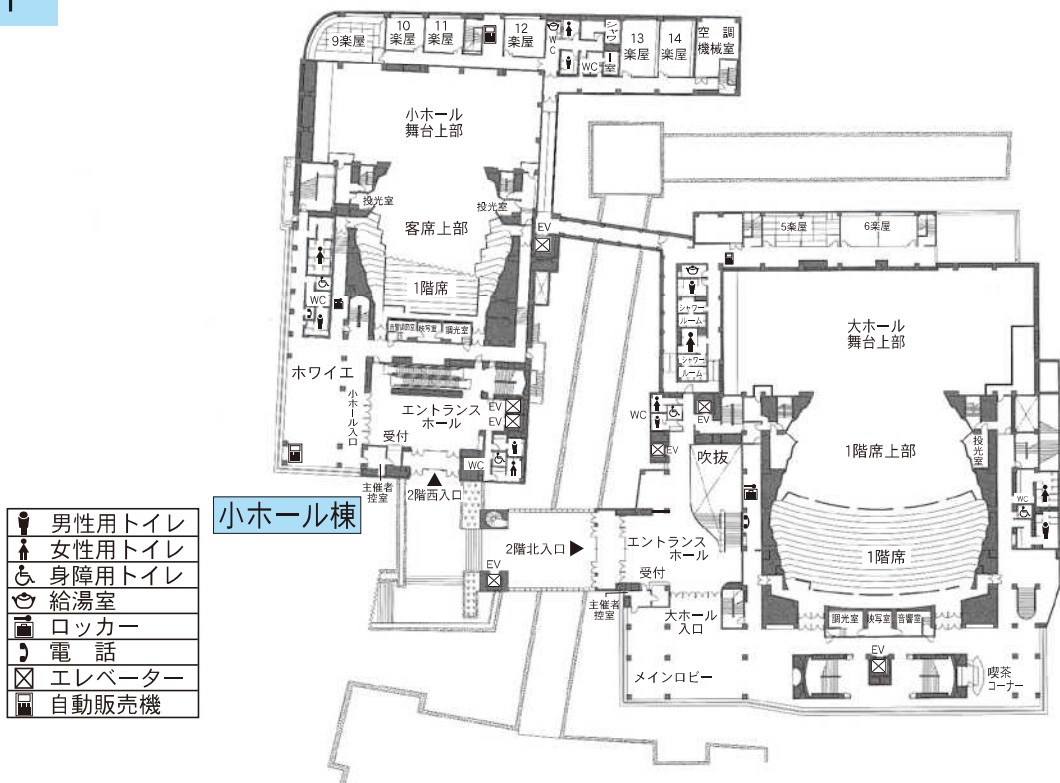 9楽屋
10
楽屋
11
楽屋
12
楽屋
WC
WC
シャワー室
13
楽屋
14
楽屋
空調
機械室
小ホール
舞台上部
投光室
投光室
客席上部
EV
1階席
WC
調光室
映写室
ホワイエ
小ホール入口
エントランス
ホール
EV
EV
受付
WC
主催者
控室
2階西入口
小ホール棟
5楽屋
6楽屋
シャワー
ルーム
シャワー
ルーム
大ホール
舞台上部
WC
EV
EV
吹抜
1階席上部
投光室
WC
1階席
2階北入口
エントランス
ホール
EV
受付
主催者
控室
大ホール
入口
調光室
映写室
音響室
EV
メインロビー
喫茶
コーナー
男性用トイレ
女性用トイレ
身障用トイレ
給湯室
ロッカー
電話
エレベーター
自動販売機